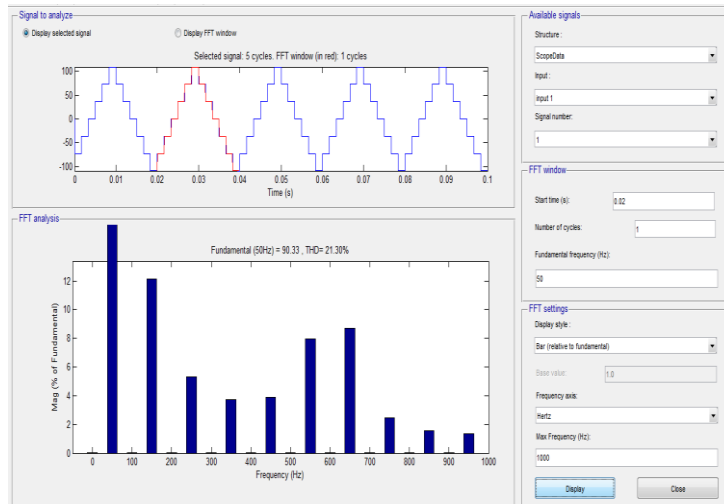 Signal to analyze
Display selected signal
Display FFT window
Selected signal: 5 cycles. FFT window (in red): 1 cycles
100
50
0
-50
-100
0 0.01 0.02 0.03 0.04 0.05 0.06 0.07 0.08 0.09 0.1
Time (s)
FFT analysis
Fundamental (50Hz) = 90.33 , THD= 21.30%
Mag (% of Fundamental)
12
10
8
6
4
2
0
0 100 200 300 400 500 600 700 800 900 1000
Frequency (Hz)
Available signals
Structure :
ScopeData
Input :
input 1
Signal number:
1
FFT window
Start time (s): 0.02
Number of cycles: 1
Fundamental frequency (Hz):
50
FFT settings
Display style :
Bar (relative to fundamental)
Base value: 1.0
Frequency axis:
Hertz
Max Frequency (Hz):
1000
Display
Close